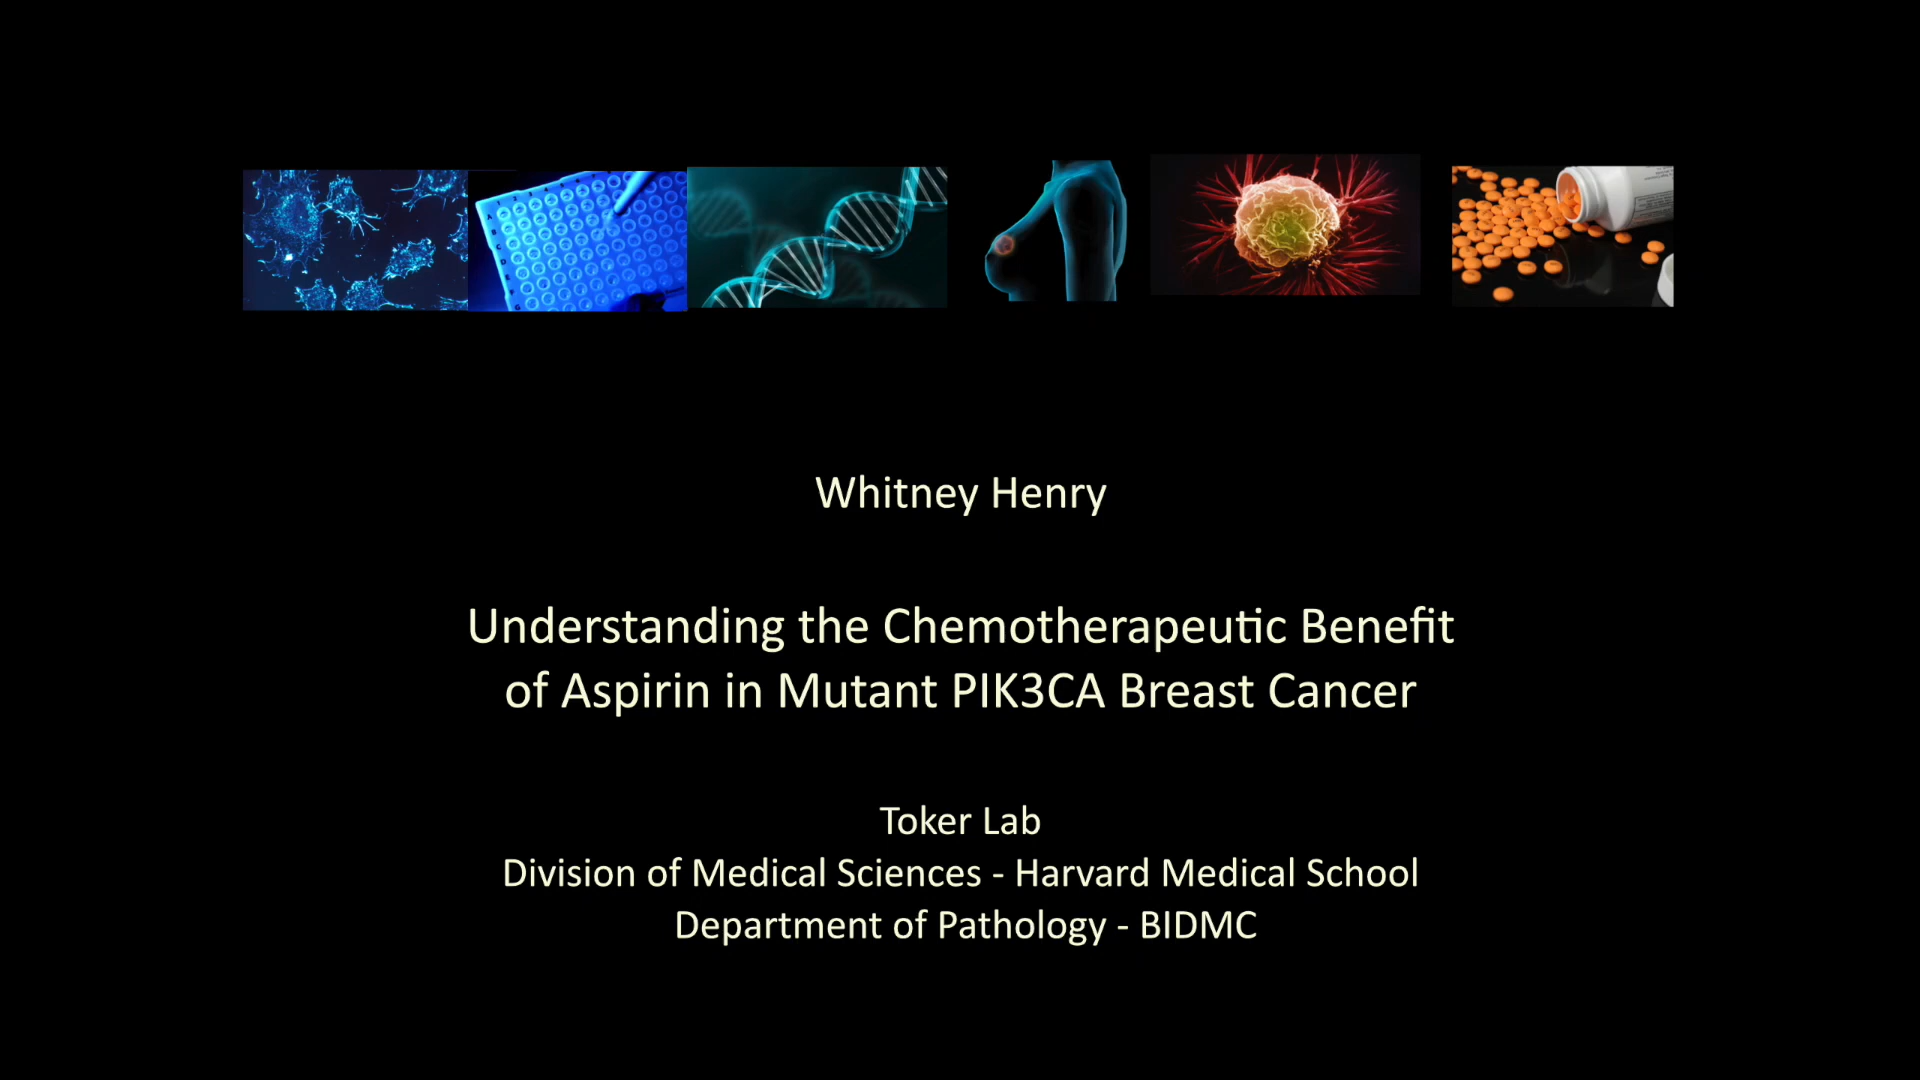 Whitney Henry
Understanding the Chemotherapeutic Benefit
of Aspirin in Mutant PIK3CA Breast Cancer
Toker Lab
Division of Medical Sciences - Harvard Medical School
Department of Pathology - BIDMC